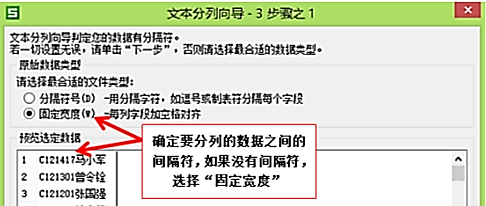 文本分列向导 - 3 步骤之 1
文本分列向导判定您的数据有分隔符。
若一切设置无误,请单击“下一步”,否则请选择最合适的数据类型。
原始数据类型
请选择最合适的文件类型:
分隔符号(D) -用分隔字符,如逗号或制表符分隔每个字段
固定宽度(W) -每列字段加空格对齐
预览选定数据
确定要分列的数据之间的
间隔符,如果没有间隔符,
选择“固定宽度”
1 C121417马小军
2 C121301曾令铨
3 C121201张国强